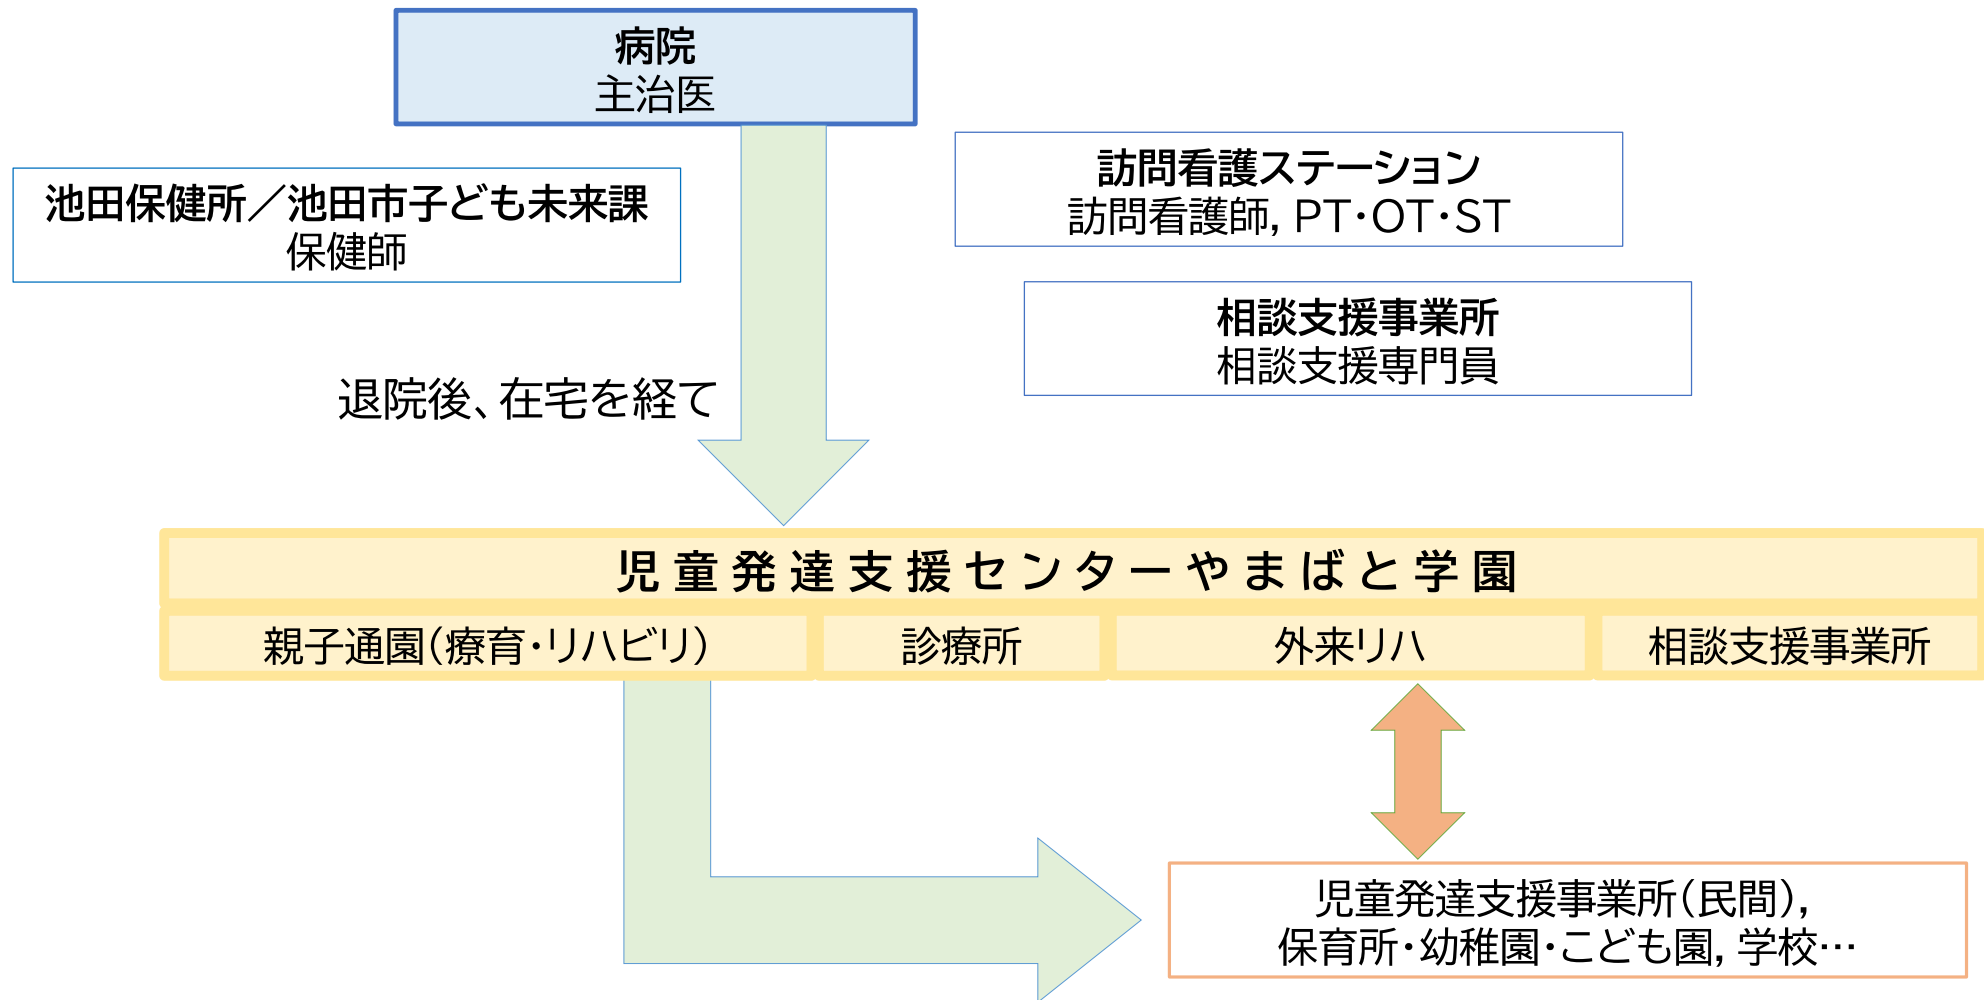 病院
主治医
訪問看護ステーション
訪問看護師, PT・OT・ST
池田保健所／池田市子ども未来課
保健師
相談支援事業所
相談支援専門員
退院後、在宅を経て
児童発達支援センターやまばと学園
親子通園(療育・リハビリ)
診療所
外来リハ
相談支援事業所
児童発達支援事業所(民間),
保育所・幼稚園・こども園, 学校…